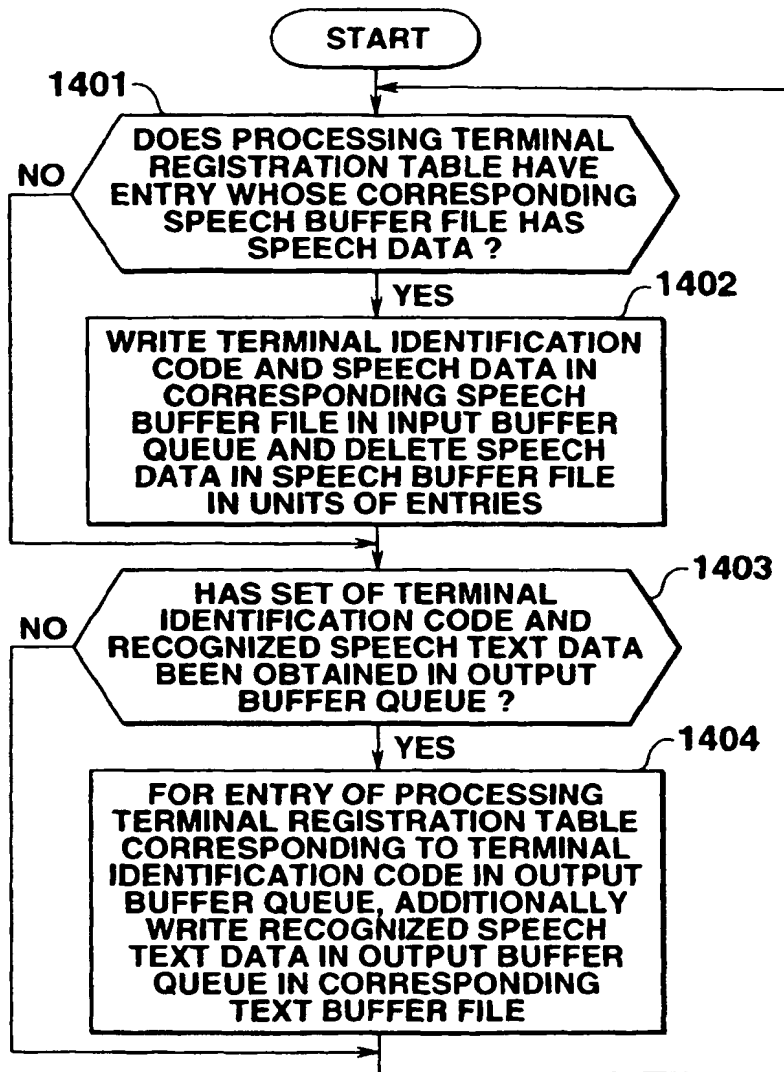 START
1401
DOES PROCESSING TERMINAL
REGISTRATION TABLE HAVE
ENTRY WHOSE CORRESPONDING
SPEECH BUFFER FILE HAS
SPEECH DATA ?
NO
YES
1402
WRITE TERMINAL IDENTIFICATION
CODE AND SPEECH DATA IN
CORRESPONDING SPEECH
BUFFER FILE IN INPUT BUFFER
QUEUE AND DELETE SPEECH
DATA IN SPEECH BUFFER FILE
IN UNITS OF ENTRIES
1403
HAS SET OF TERMINAL
IDENTIFICATION CODE AND
RECOGNIZED SPEECH TEXT DATA
BEEN OBTAINED IN OUTPUT
BUFFER QUEUE ?
NO
YES
1404
FOR ENTRY OF PROCESSING
TERMINAL REGISTRATION TABLE
CORRESPONDING TO TERMINAL
IDENTIFICATION CODE IN OUTPUT
BUFFER QUEUE, ADDITIONALLY
WRITE RECOGNIZED SPEECH
TEXT DATA IN OUTPUT BUFFER
QUEUE IN CORRESPONDING
TEXT BUFFER FILE